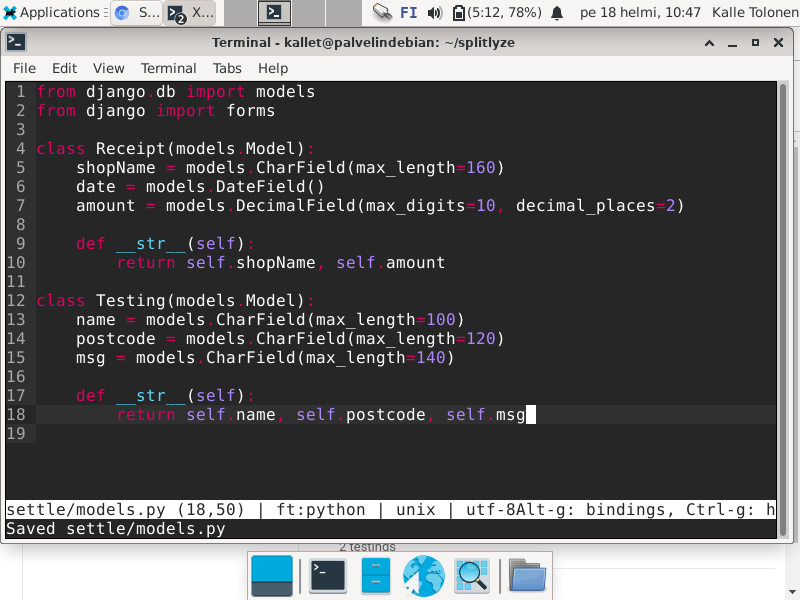 Applications S... X... 2 FI (5:12, 78%) pe 18 helmi, 10:47 Kalle Tolonen
Terminal - kallet@palvelindebian: ~/splitlyze
File Edit View Terminal Tabs Help
1 from django.db import models
2 from django import forms
3
4 class Receipt(models.Model):
5 shopName = models.CharField(max_length=160)
6 date = models.DateField()
7 amount = models.DecimalField(max_digits=10, decimal_places=2)
8
9 def __str__(self):
10 return self.shopName, self.amount
11
12 class Testing(models.Model):
13 name = models.CharField(max_length=100)
14 postcode = models.CharField(max_length=120)
15 msg = models.CharField(max_length=140)
16
17 def __str__(self):
18 return self.name, self.postcode, self.msg
19
settle/models.py (18,50) | ft:python | unix | utf-8Alt-g: bindings, Ctrl-g: h
Saved settle/models.py
2 testings